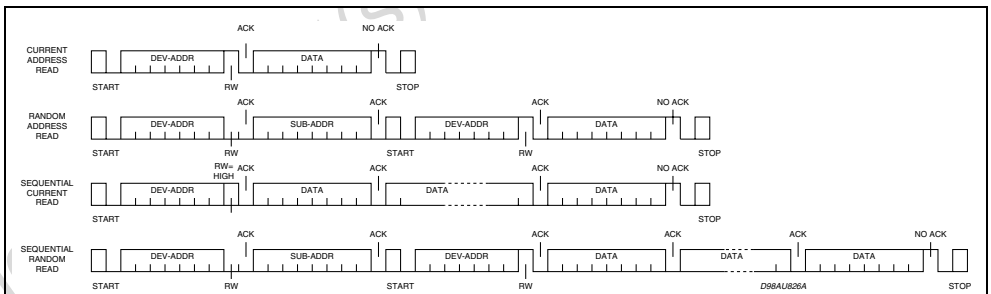 ACK NO ACK
CURRENT
ADDRESS
READ
DEV-ADDR DATA
START RW STOP
ACK ACK ACK NO ACK
RANDOM
ADDRESS
READ
DEV-ADDR SUB-ADDR DEV-ADDR DATA
START RW START RW STOP
RW=
HIGH
ACK ACK ACK NO ACK
SEQUENTIAL
CURRENT
READ
DEV-ADDR DATA DATA DATA
START STOP
ACK ACK ACK ACK ACK NO ACK
SEQUENTIAL
RANDOM
READ
DEV-ADDR SUB-ADDR DEV-ADDR DATA DATA DATA
START RW START RW D98AU826A STOP